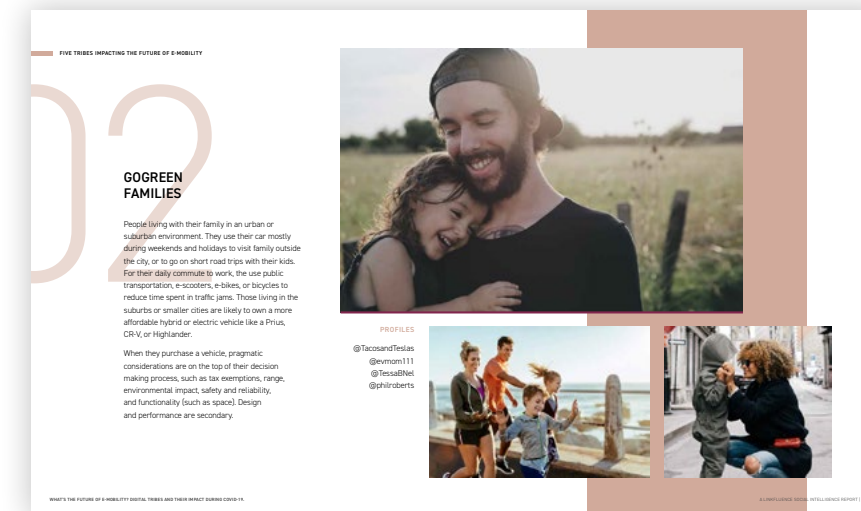 FIVE TRIBES IMPACTING THE FUTURE OF E-MOBILITY
02
GOGREEN
FAMILIES
People living with their family in an urban or
suburban environment. They use their car mostly
during weekends and holidays to visit family outside
the city, or to go on short road trips with their kids.
For their daily commute to work, the use public
transportation, e-scooters, e-bikes, or bicycles to
reduce time spent in traffic jams. Those living in the
suburbs or smaller cities are likely to own a more
affordable hybrid or electric vehicle like a Prius,
CR-V, or Highlander.
When they purchase a vehicle, pragmatic
considerations are on the top of their decision
making process, such as tax exemptions, range,
environmental impact, safety and reliability,
and functionality (such as space). Design
and performance are secondary.
PROFILES
@TacosandTeslas
@evmom111
@TessaBNel
@philroberts
WHAT'S THE FUTURE OF E-MOBILITY? DIGITAL TRIBES AND THEIR IMPACT DURING COVID-19.
SOCIAL INTELLIGENCE REPORT |